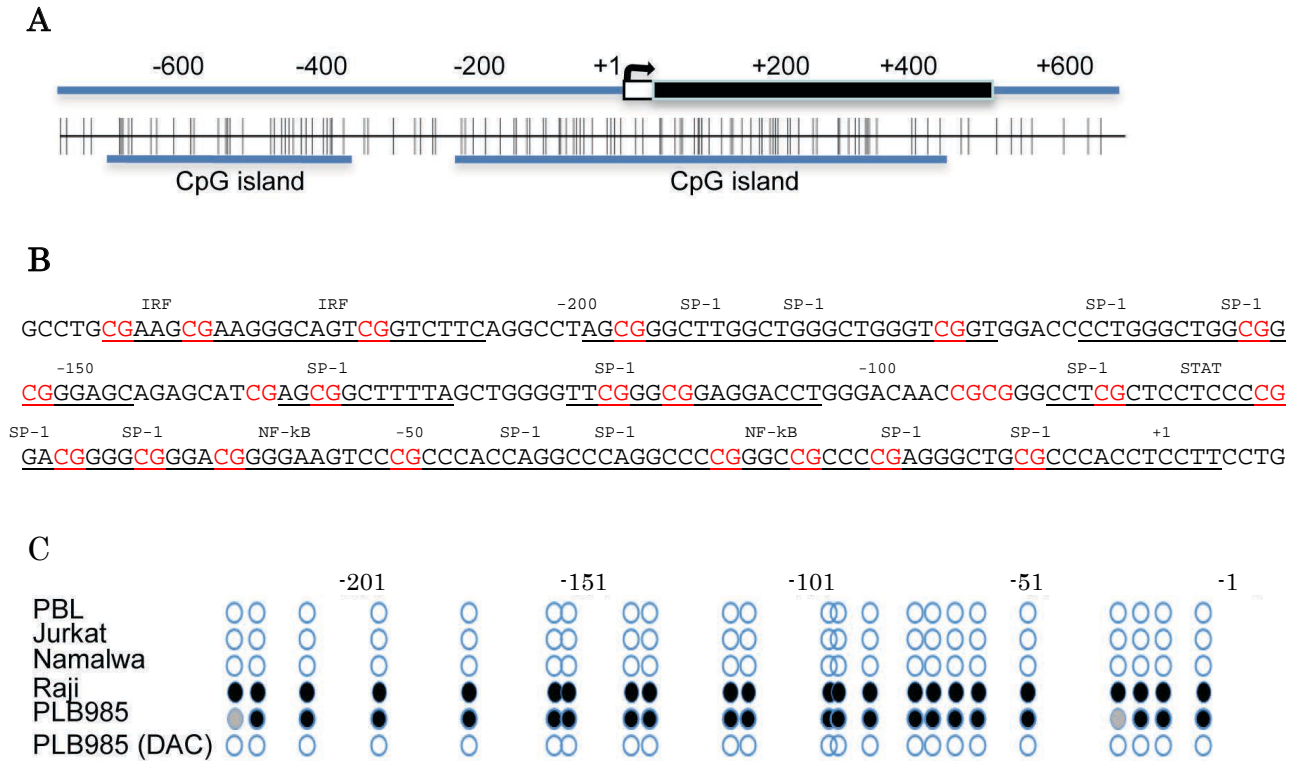 A
-600 -400 -200 +1 +200 +400 +600
CpG island CpG island
B
IRF IRF -200 SP-1 SP-1 SP-1 SP-1
GCCTGCGAAGCGAAGGGCAGTCGGTCTTCAGGCCTAGCGGGCTTGGCTGGGCTGGGTCGGTGGACCCCTGGGCTGGCGG
-150 SP-1 SP-1 -100 SP-1 STAT
CGGGAGCAGAGCATCGAGCGGCTTTTAGCTGGGGTTCGGGCGGAGGACCTGGGACAACCGCGGGCCTCGCTCCTCCCCG
SP-1 SP-1 NF-kB -50 SP-1 SP-1 NF-kB SP-1 SP-1 +1
GACGGGGCGGGACGGGGAAGTCCCGCCCACCAGGCCCAGGCCCCGGGCCGCCCCGAGGGCTGCGCCCACCTCCTTCCTG
C
-201 -151 -101 -51 -1
PBL
Jurkat
Namalwa
Raji
PLB985
PLB985 (DAC)